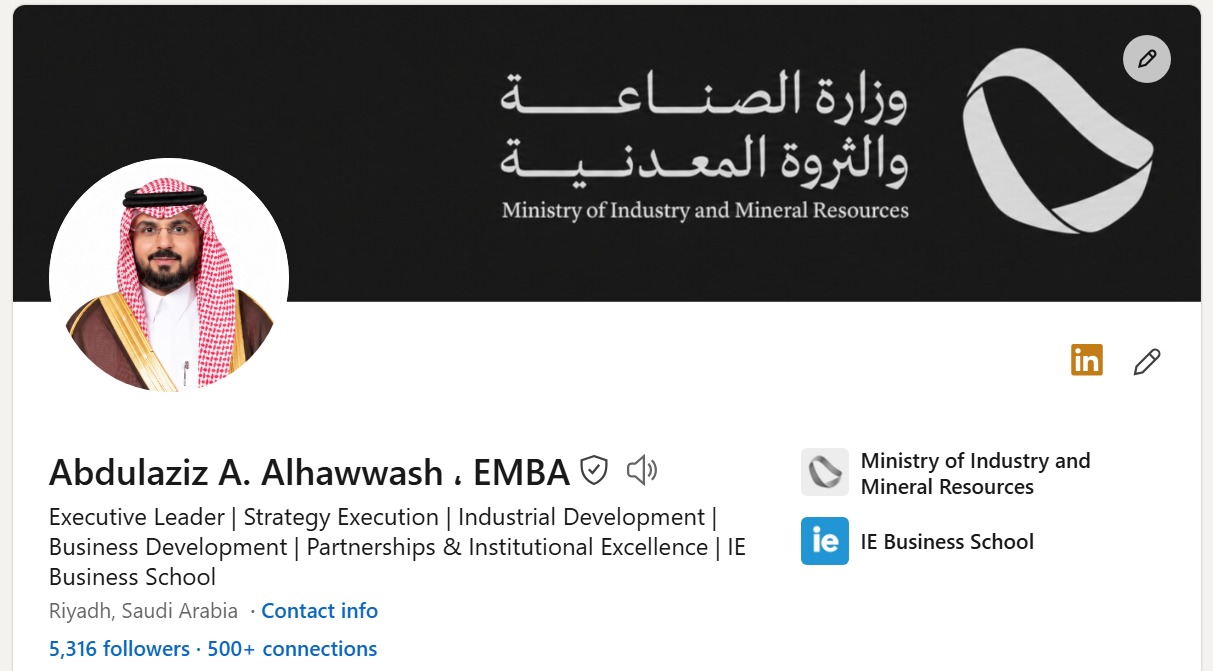 وزارة الصناعة
والثروة المعدنية
Ministry of Industry and Mineral Resources
in
Abdulaziz A. Alhawwash ، EMBA
Executive Leader | Strategy Execution | Industrial Development |
Business Development | Partnerships & Institutional Excellence | IE
Business School
Riyadh, Saudi Arabia · Contact info
5,316 followers · 500+ connections
Ministry of Industry and
Mineral Resources
ie
IE Business School